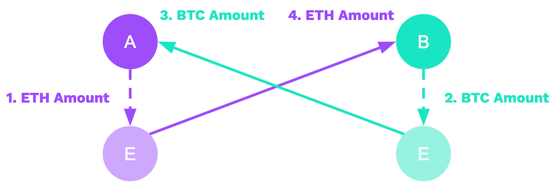 3. BTC Amount
4. ETH Amount
A
B
1. ETH Amount
2. BTC Amount
E
E